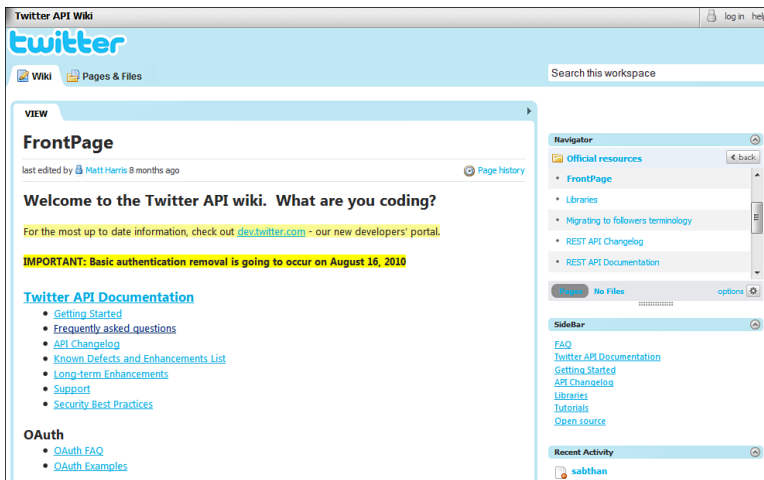 Twitter API Wiki
log in
twitter
Wiki
Pages & Files
Search this workspace
VIEW
FrontPage
last edited by Matt Harris 8 months ago
Page history
Welcome to the Twitter API wiki. What are you coding?
For the most up to date information, check out dev.twitter.com - our new developers' portal.
IMPORTANT: Basic authentication removal is going to occur on August 16, 2010
Twitter API Documentation
Getting Started
Frequently asked questions
API Changelog
Known Defects and Enhancements List
Long-term Enhancements
Support
Security Best Practices
OAuth
OAuth FAQ
OAuth Examples
Navigator
Official resources
back
FrontPage
Libraries
Migrating to followers terminology
REST API Changelog
REST API Documentation
Pages
No Files
options
SideBar
FAQ
Twitter API Documentation
Getting Started
API Changelog
Libraries
Tutorials
Open source
Recent Activity
sabthan